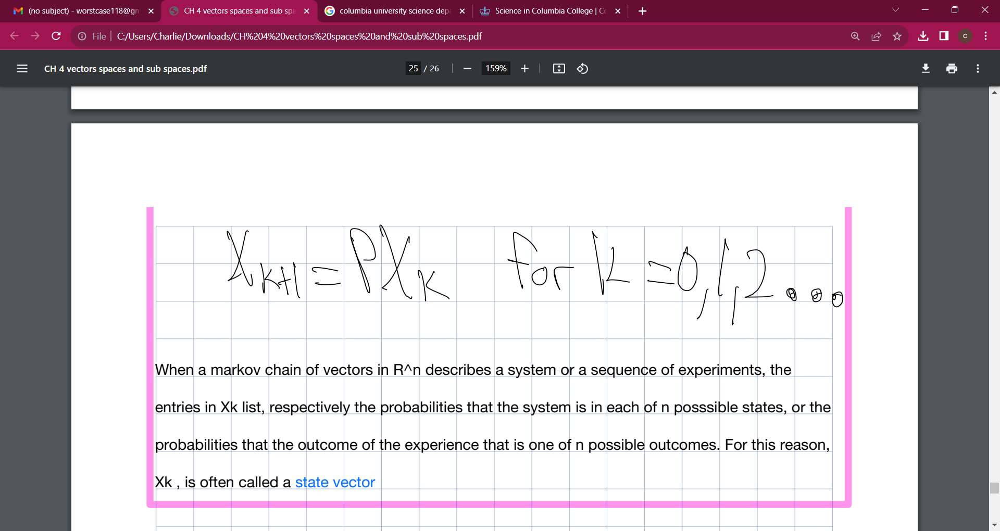 (no subject) - worstcase118@gm
CH 4 vectors spaces and sub spa
columbia university science depa
Science in Columbia College | Co
File
C:/Users/Charlie/Downloads/CH%204%20vectors%20spaces%20and%20sub%20spaces.pdf
c
CH 4 vectors spaces and sub spaces.pdf
25 / 26
159%
Xk+1 = PXk for k = 0, 1, 2...
When a markov chain of vectors in R^n describes a system or a sequence of experiments, the
entries in Xk list, respectively the probabilities that the system is in each of n posssible states, or the
probabilities that the outcome of the experience that is one of n possible outcomes. For this reason,
Xk , is often called a state vector